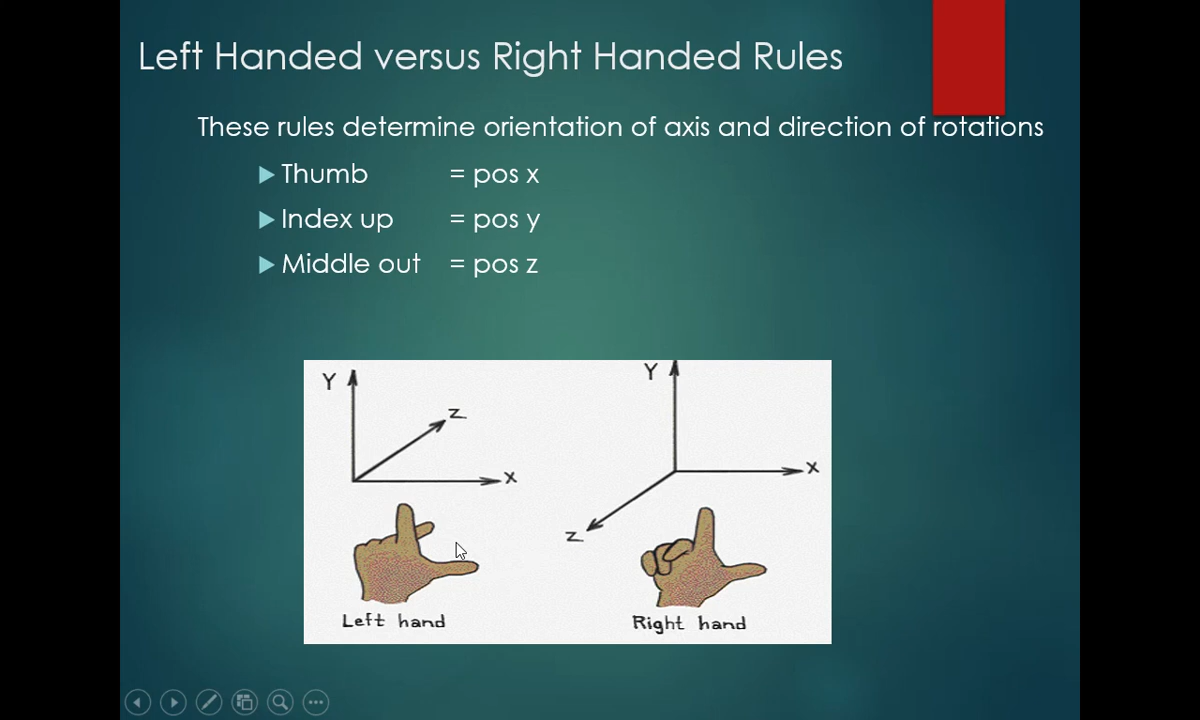 Left Handed versus Right Handed Rules
These rules determine orientation of axis and direction of rotations
Thumb = pos x
Index up = pos y
Middle out = pos z
Y
Z
X
Left hand
Y
X
Z
Right hand